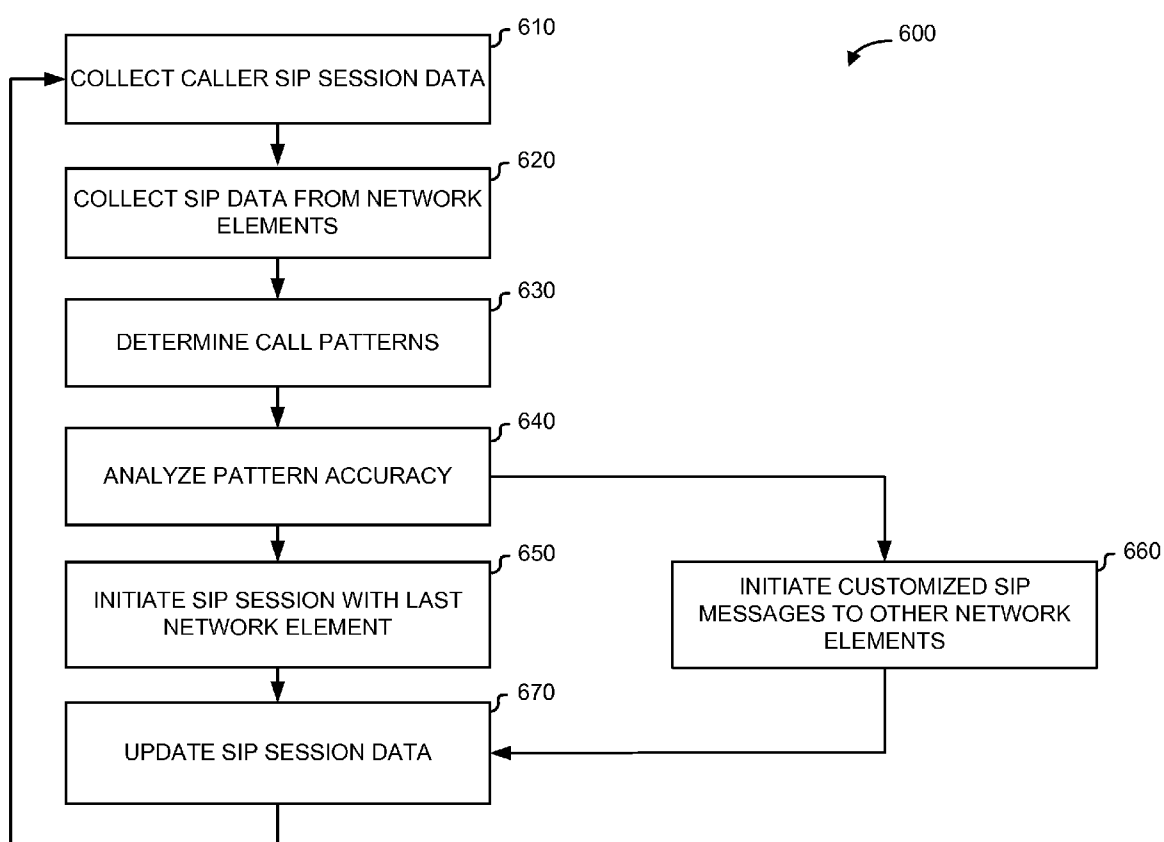 610
600
COLLECT CALLER SIP SESSION DATA
620
COLLECT SIP DATA FROM NETWORK
ELEMENTS
630
DETERMINE CALL PATTERNS
640
ANALYZE PATTERN ACCURACY
650
INITIATE SIP SESSION WITH LAST
NETWORK ELEMENT
660
INITIATE CUSTOMIZED SIP
MESSAGES TO OTHER NETWORK
ELEMENTS
670
UPDATE SIP SESSION DATA